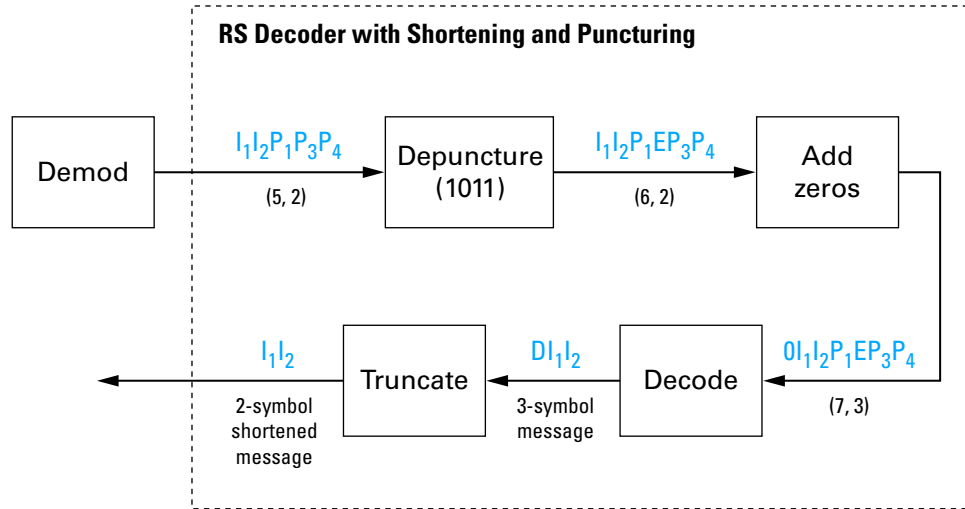 RS Decoder with Shortening and Puncturing
Demod
I₁I₂P₁P₃P₄
(5, 2)
Depuncture
(1011)
I₁I₂P₁EP₃P₄
(6, 2)
Add
zeros
0I₁I₂P₁EP₃P₄
(7, 3)
Decode
DI₁I₂
3-symbol
message
Truncate
I₁I₂
2-symbol
shortened
message